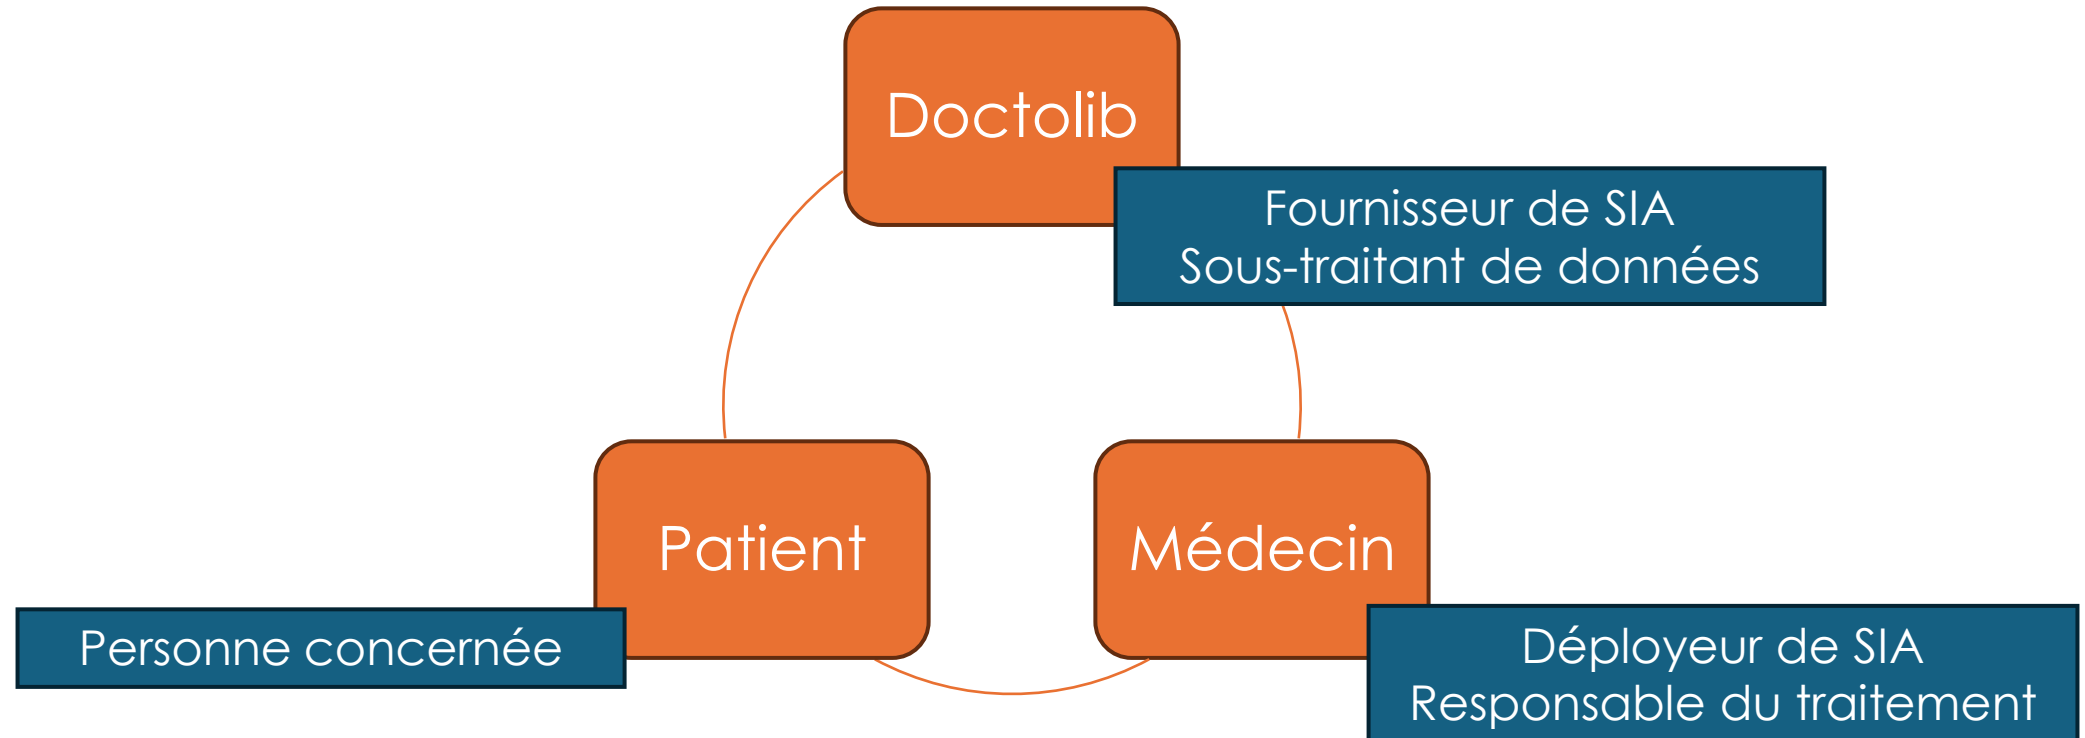 Doctolib
Fournisseur de SIA
Sous-traitant de données
Patient
Personne concernée
Médecin
Déployeur de SIA
Responsable du traitement